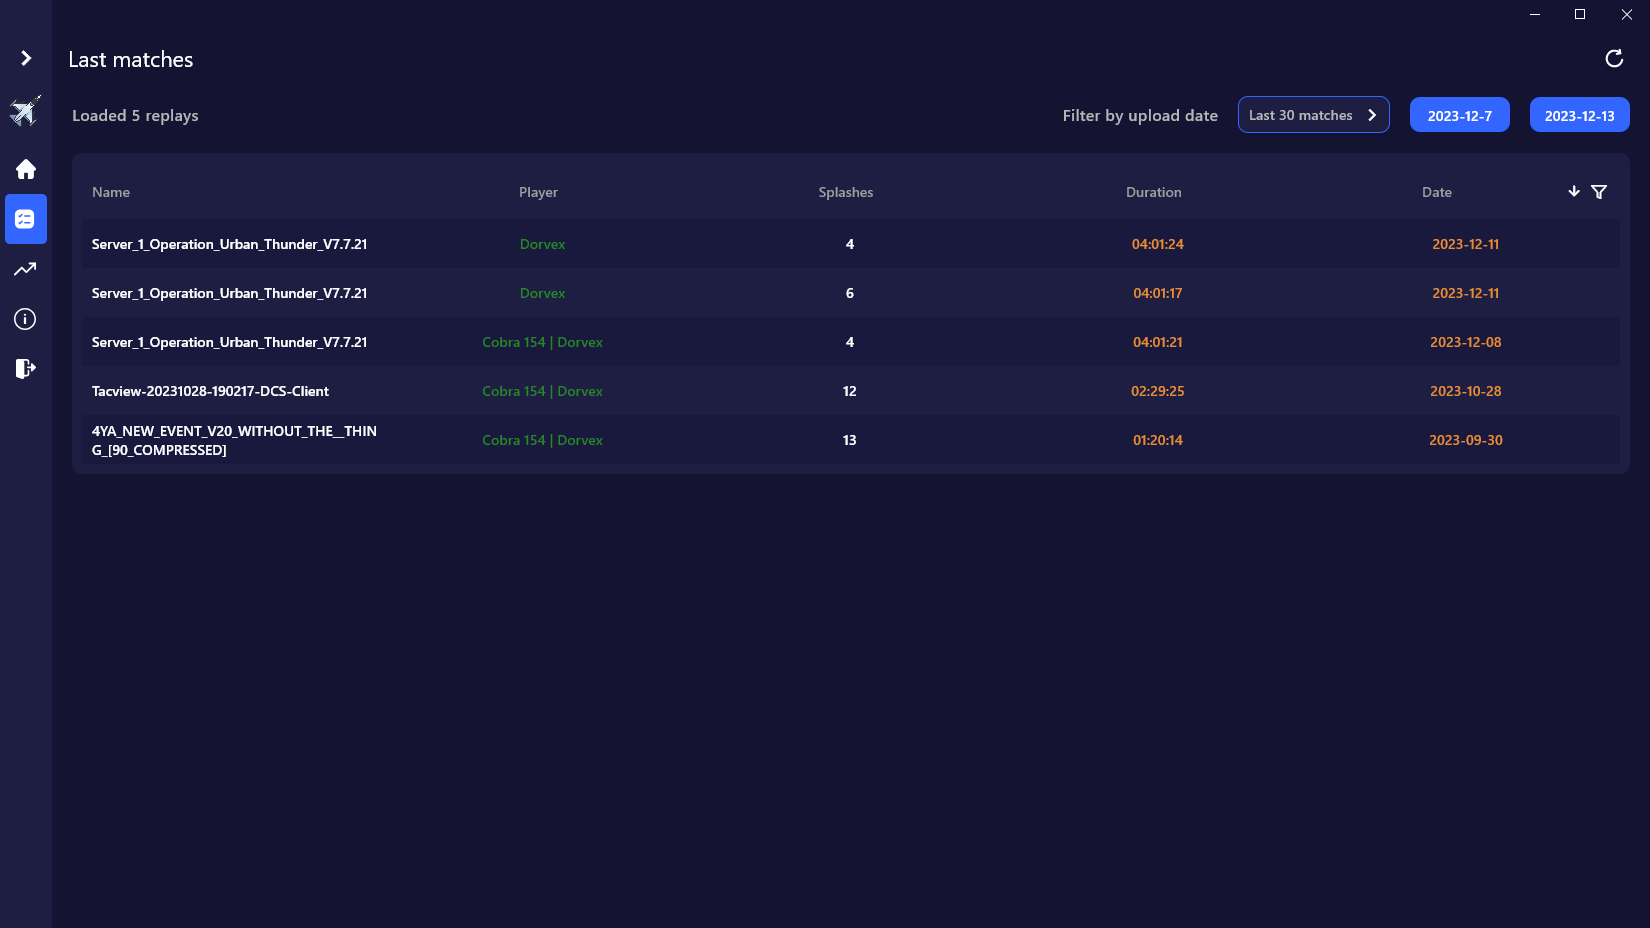 Last matches
Loaded 5 replays
Filter by upload date
Last 30 matches
2023-12-7
2023-12-13
Name Player Splashes Duration Date
Server_1_Operation_Urban_Thunder_V7.7.21 Dorvex 4 04:01:24 2023-12-11
Server_1_Operation_Urban_Thunder_V7.7.21 Dorvex 6 04:01:17 2023-12-11
Server_1_Operation_Urban_Thunder_V7.7.21 Cobra 154 | Dorvex 4 04:01:21 2023-12-08
Tacview-20231028-190217-DCS-Client Cobra 154 | Dorvex 12 02:29:25 2023-10-28
4YA_NEW_EVENT_V20_WITHOUT_THE__THIN
G_[90_COMPRESSED] Cobra 154 | Dorvex 13 01:20:14 2023-09-30